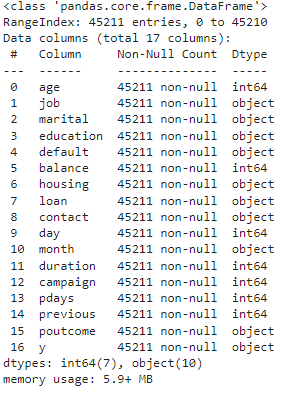 <class 'pandas.core.frame.DataFrame'>
RangeIndex: 45211 entries, 0 to 45210
Data columns (total 17 columns):
 #   Column     Non-Null Count  Dtype
---  ------     --------------  -----
 0   age        45211 non-null  int64
 1   job        45211 non-null  object
 2   marital    45211 non-null  object
 3   education  45211 non-null  object
 4   default    45211 non-null  object
 5   balance    45211 non-null  int64
 6   housing    45211 non-null  object
 7   loan       45211 non-null  object
 8   contact    45211 non-null  object
 9   day        45211 non-null  int64
 10  month      45211 non-null  object
 11  duration   45211 non-null  int64
 12  campaign   45211 non-null  int64
 13  pdays      45211 non-null  int64
 14  previous   45211 non-null  int64
 15  poutcome   45211 non-null  object
 16  y          45211 non-null  object
dtypes: int64(7), object(10)
memory usage: 5.9+ MB